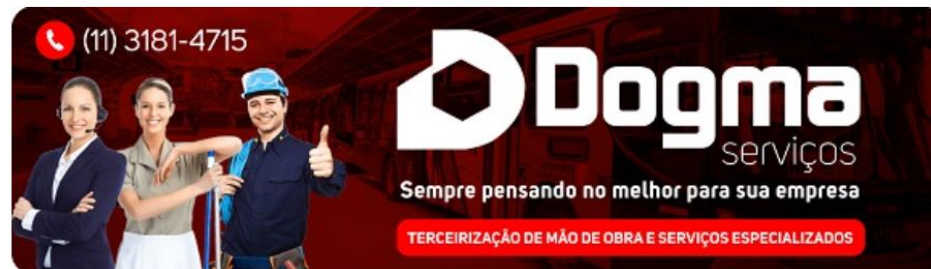 (11) 3181-4715
Dogma
serviços
Sempre pensando no melhor para sua empresa
TERCEIRIZAÇÃO DE MÃO DE OBRA E SERVIÇOS ESPECIALIZADOS